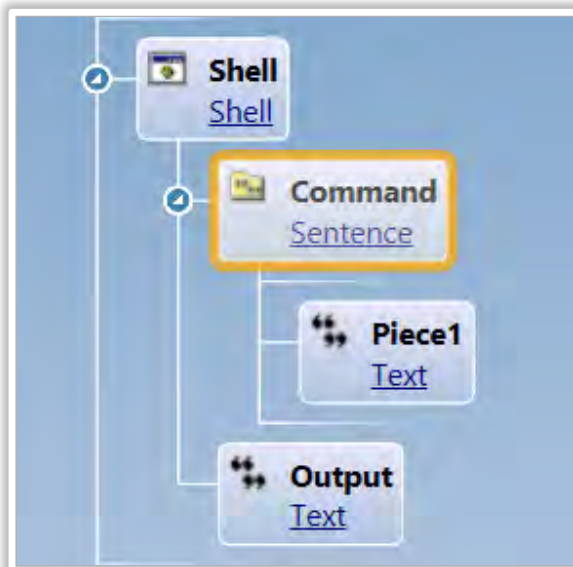 Shell
Shell
Command
Sentence
Piece1
Text
Output
Text